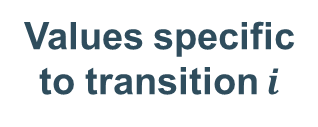 Values specific
to transition i